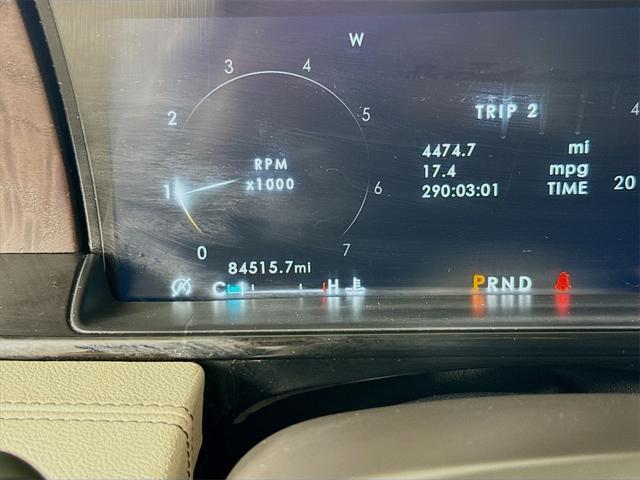 W
3 4
2 5
TRIP 2 4
RPM
x1000
1 6
4474.7 mi
17.4 mpg
290:03:01 TIME 20
0 7
84515.7mi
C H
PRND